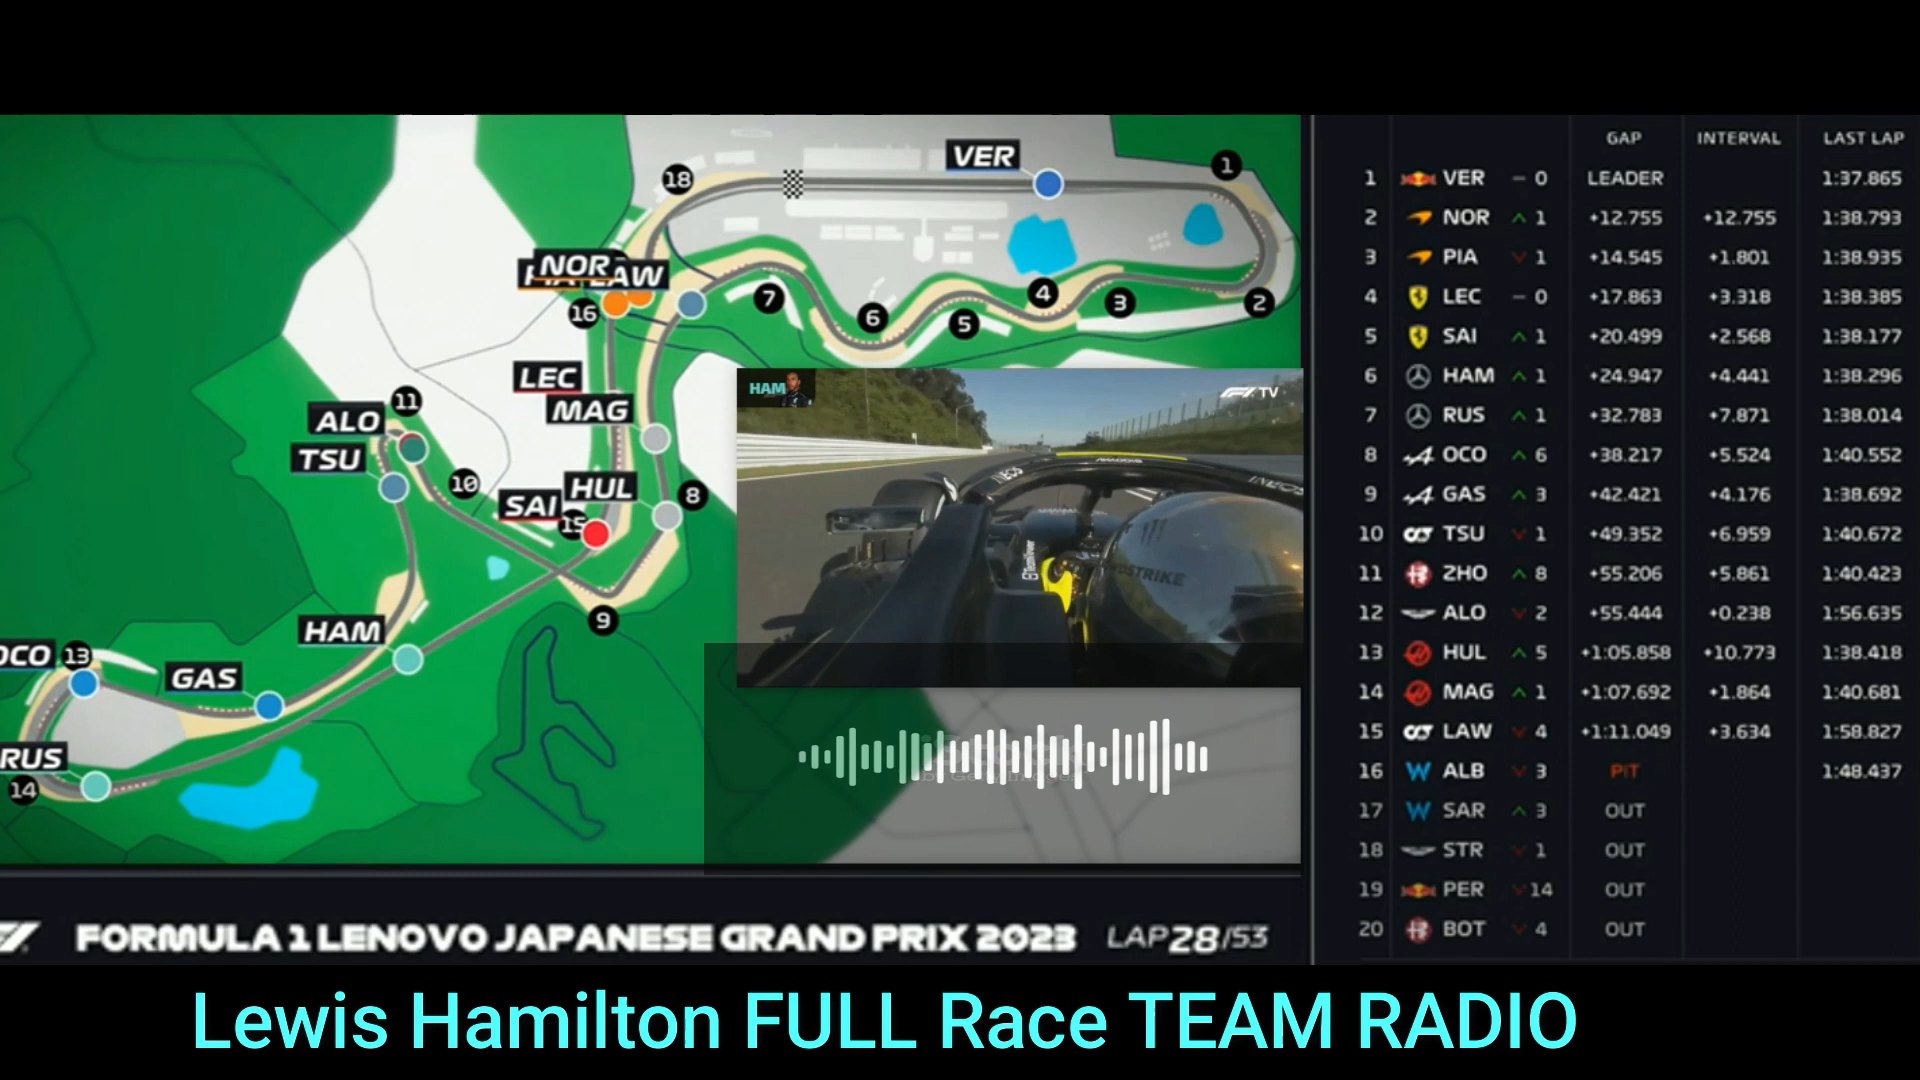 VER
1
18
NOR
LAW
16
7
6
5
4
3
2
LEC
MAG
ALO
11
TSU
10
SAI
15
HUL
8
9
HAM
OCO
13
GAS
RUS
14
HAM
F1 TV
INEOS
INEOS
TeamViewer
GAP INTERVAL LAST LAP
1 VER – 0 LEADER 1:37.865
2 NOR ^ 1 +12.755 +12.755 1:38.793
3 PIA v 1 +14.545 +1.801 1:38.935
4 LEC – 0 +17.863 +3.318 1:38.385
5 SAI ^ 1 +20.499 +2.568 1:38.177
6 HAM ^ 1 +24.947 +4.441 1:38.296
7 RUS ^ 1 +32.783 +7.871 1:38.014
8 OCO ^ 6 +38.217 +5.524 1:40.552
9 GAS ^ 3 +42.421 +4.176 1:38.692
10 TSU v 1 +49.352 +6.959 1:40.672
11 ZHO ^ 8 +55.206 +5.861 1:40.423
12 ALO v 2 +55.444 +0.238 1:56.635
13 HUL ^ 5 +1:05.858 +10.773 1:38.418
14 MAG ^ 1 +1:07.692 +1.864 1:40.681
15 LAW v 4 +1:11.049 +3.634 1:58.827
16 ALB v 3 PIT 1:48.437
17 SAR ^ 3 OUT
18 STR v 1 OUT
19 PER v 14 OUT
20 BOT v 4 OUT
FORMULA 1 LENOVO JAPANESE GRAND PRIX 2023 LAP 28/53
Lewis Hamilton FULL Race TEAM RADIO